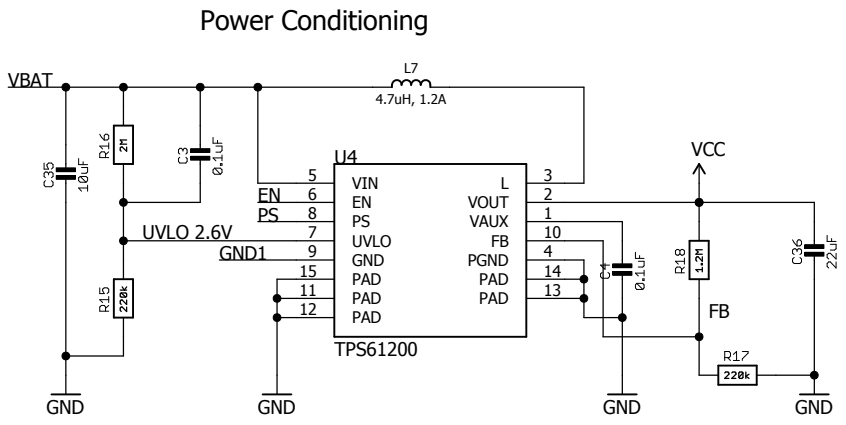 Power Conditioning
VBAT
L7
4.7uH, 1.2A
R16
2M
C3
0.1uF
C35
10uF
U4
VCC
5 VIN L 3
EN 6 EN VOUT 2
PS 8 PS VAUX 1
UVLO 2.6V 7 UVLO FB 10
GND1 9 GND PGND 4
15 PAD PAD 14
11 PAD PAD 13
12 PAD
TPS61200
R15
220k
C4
0.1uF
R18
1.2M
C36
22uF
FB
R17
220k
GND GND GND GND